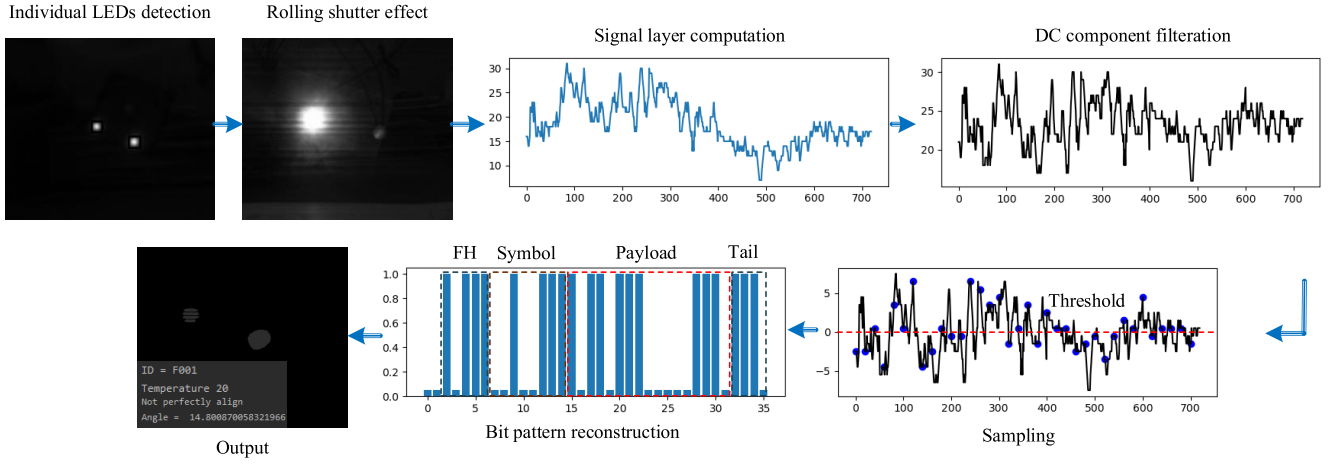 Individual LEDs detection
Rolling shutter effect
Signal layer computation
DC component filteration
30
25
20
15
10
0 100 200 300 400 500 600 700
30
25
20
0 100 200 300 400 500 600 700
FH Symbol Payload Tail
1.0
0.8
0.6
0.4
0.2
0.0
0 5 10 15 20 25 30 35
Bit pattern reconstruction
Threshold
5
0
−5
0 100 200 300 400 500 600 700
Sampling
ID = F001
Temperature 20
Not perfectly align
Angle = 14.800870058321966
Output